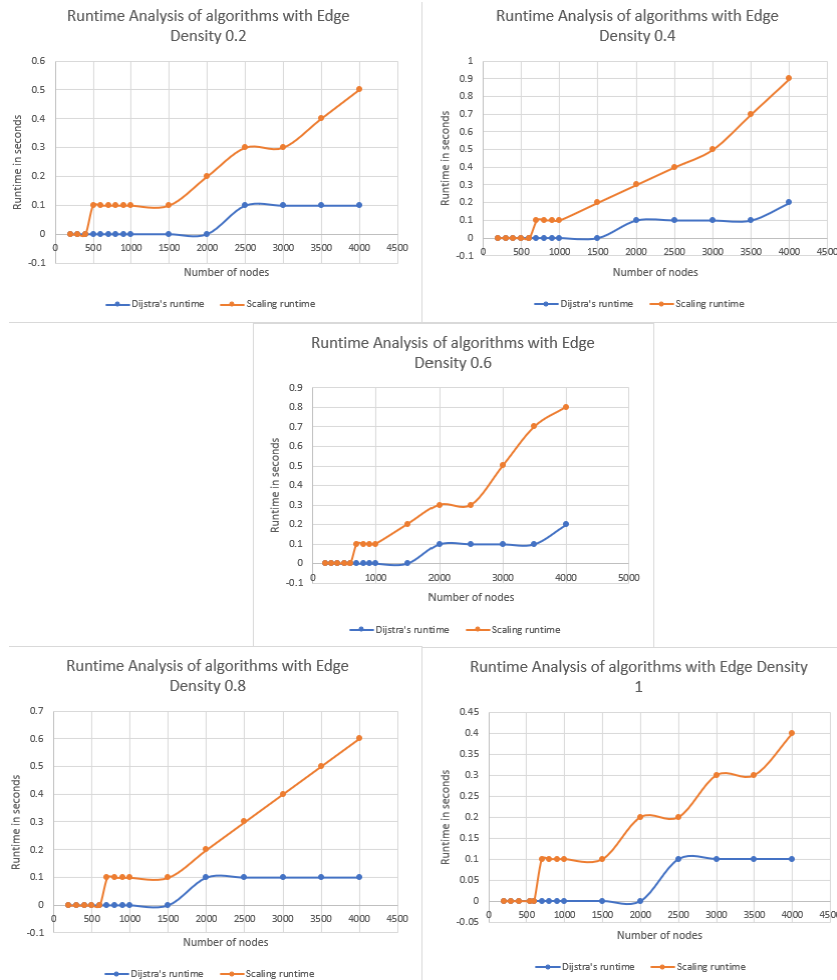 Runtime Analysis of algorithms with Edge
Density 0.2
0.6
0.5
0.4
0.3
0.2
0.1
0
-0.1
0 500 1000 1500 2000 2500 3000 3500 4000 4500
Runtime in seconds
Number of nodes
Dijstra's runtime Scaling runtime
Runtime Analysis of algorithms with Edge
Density 0.4
1
0.9
0.8
0.7
0.6
0.5
0.4
0.3
0.2
0.1
0
-0.1
0 500 1000 1500 2000 2500 3000 3500 4000 4500
Runtime in seconds
Number of nodes
Dijstra's runtime Scaling runtime
Runtime Analysis of algorithms with Edge
Density 0.6
0.9
0.8
0.7
0.6
0.5
0.4
0.3
0.2
0.1
0
-0.1
0 1000 2000 3000 4000 5000
Runtime in seconds
Number of nodes
Dijstra's runtime Scaling runtime
Runtime Analysis of algorithms with Edge
Density 0.8
0.7
0.6
0.5
0.4
0.3
0.2
0.1
0
-0.1
0 500 1000 1500 2000 2500 3000 3500 4000 4500
Runtime in seconds
Number of nodes
Dijstra's runtime Scaling runtime
Runtime Analysis of algorithms with Edge Density
1
0.45
0.4
0.35
0.3
0.25
0.2
0.15
0.1
0.05
0
-0.05
0 500 1000 1500 2000 2500 3000 3500 4000 4500
Runtime in seconds
Number of nodes
Dijstra's runtime Scaling runtime